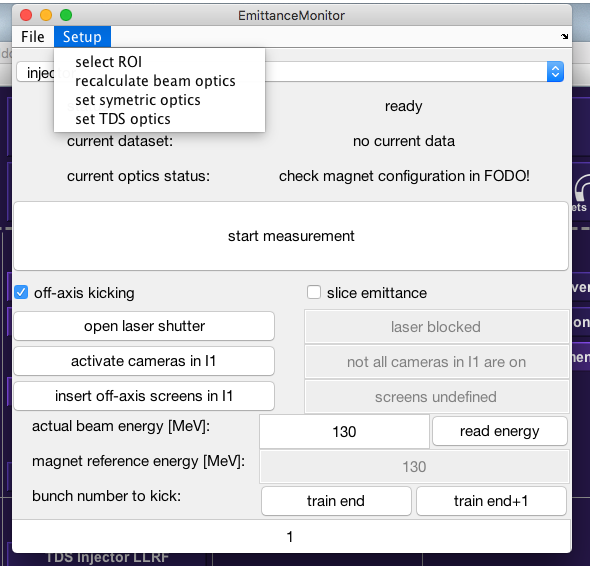 EmittanceMonitor
File Setup
select ROI
recalculate beam optics
set symetric optics
set TDS optics
ready
current dataset: no current data
current optics status: check magnet configuration in FODO!
start measurement
off-axis kicking slice emittance
open laser shutter laser blocked
activate cameras in I1 not all cameras in I1 are on
insert off-axis screens in I1 screens undefined
actual beam energy [MeV]: 130 read energy
magnet reference energy [MeV]: 130
bunch number to kick: train end train end+1
1
TDS Injector LLRF